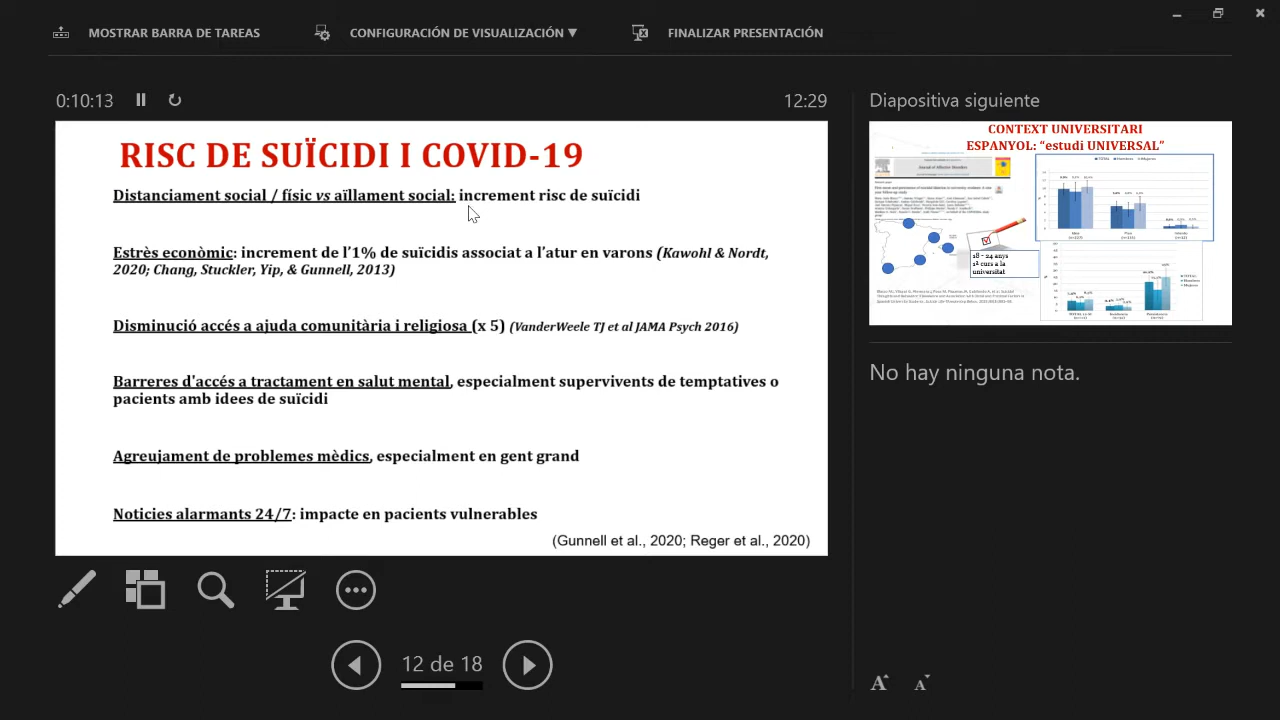 MOSTRAR BARRA DE TAREAS
CONFIGURACIÓN DE VISUALIZACIÓN ▼
FINALIZAR PRESENTACIÓN
0:10:13
12:29
RISC DE SUÏCIDI I COVID-19
Distanciament social / físic vs aïllament social: increment risc de suïcidi
Estrès econòmic: increment de l'1% de suïcidis associat a l'atur en varons (Kawohl & Nordt,
2020; Chang, Stuckler, Yip, & Gunnell, 2013)
Disminució accés a ajuda comunitària i religiosa (x 5) (VanderWeele TJ et al JAMA Psych 2016)
Barreres d'accés a tractament en salut mental, especialment supervivents de temptatives o
pacients amb idees de suïcidi
Agreujament de problemes mèdics, especialment en gent grand
Noticies alarmants 24/7: impacte en pacients vulnerables
(Gunnell et al., 2020; Reger et al., 2020)
12 de 18
Diapositiva siguiente
CONTEXT UNIVERSITARI
ESPANYOL: "estudi UNIVERSAL"
Journal of Affective Disorders
18 - 24 anys
1º curs a la
universitat
No hay ninguna nota.
A A